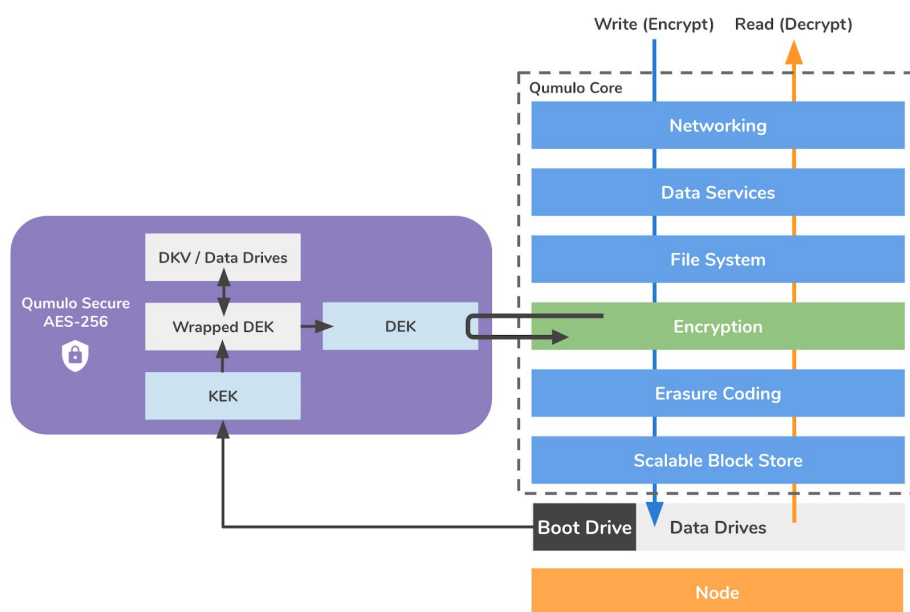 Write (Encrypt)
Read (Decrypt)
Qumulo Core
Networking
Data Services
File System
Encryption
Erasure Coding
Scalable Block Store
Boot Drive
Data Drives
Node
Qumulo Secure
AES-256
DKV / Data Drives
Wrapped DEK
DEK
KEK